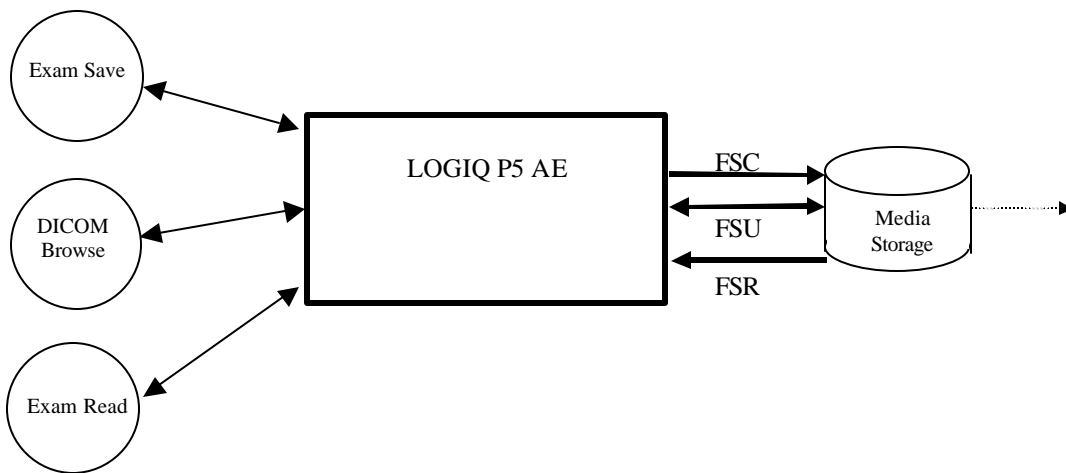 Exam Save
LOGIQ P5 AE
FSC
DICOM
Browse
FSU
Media
Storage
FSR
Exam Read